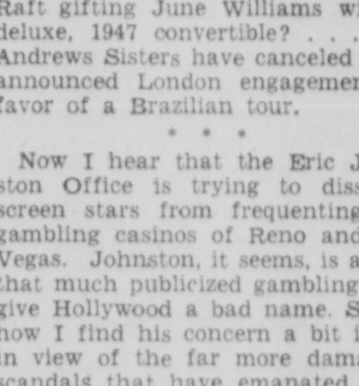 Raft gifting June Williams w
deluxe, 1947 convertible? . . .
Andrews Sisters have canceled
announced London engagemen
favor of a Brazilian tour.
* * *
Now I hear that the Eric J
ston Office is trying to diss
screen stars from frequenting
gambling casinos of Reno and
Vegas. Johnston, it seems, is a
that much publicized gambling
give Hollywood a bad name. S
how I find his concern a bit i
in view of the far more dam
scandals that have emanated